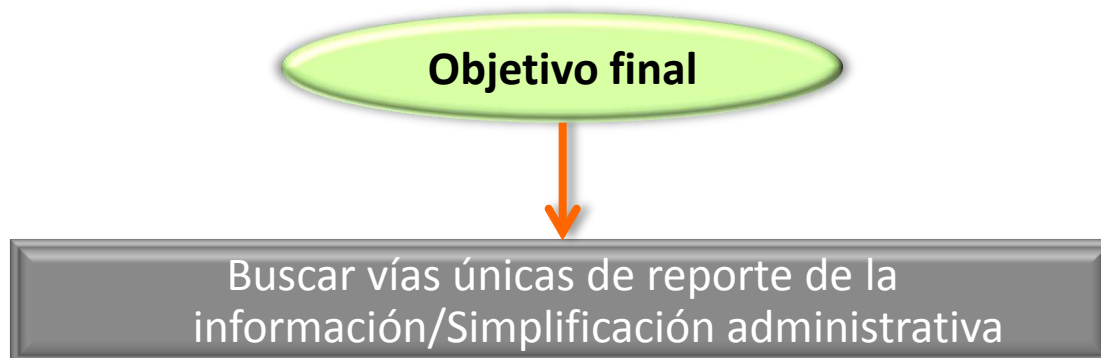 Objetivo final
Buscar vías únicas de reporte de la
información/Simplificación administrativa